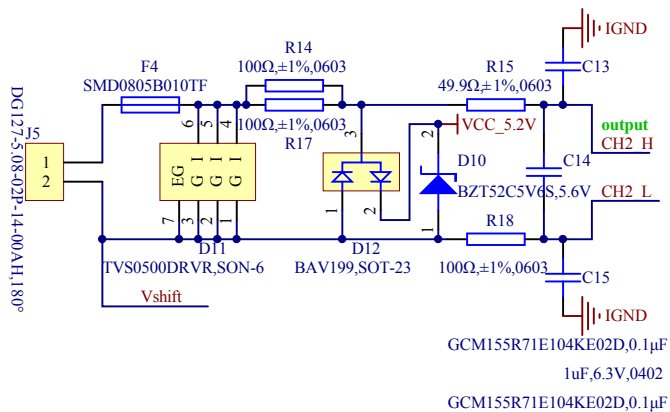 IGND
R14
100Ω,±1%,0603
F4
SMD0805B010TF
R15
49.9Ω,±1%,0603
C13
100Ω,±1%,0603
R17
J5
1
2
DG127-5.08-02P-14-00AH,180°
6
5
4
EG
G I
G I
G I
7
3
2
1
D11
TVS0500DRVR,SON-6
3
1
2
D12
BAV199,SOT-23
VCC_5.2V
2
D10
BZT52C5V6S,5.6V
1
output
CH2_H
C14
CH2_L
R18
100Ω,±1%,0603
C15
Vshift
IGND
GCM155R71E104KE02D,0.1μF
1uF,6.3V,0402
GCM155R71E104KE02D,0.1μF